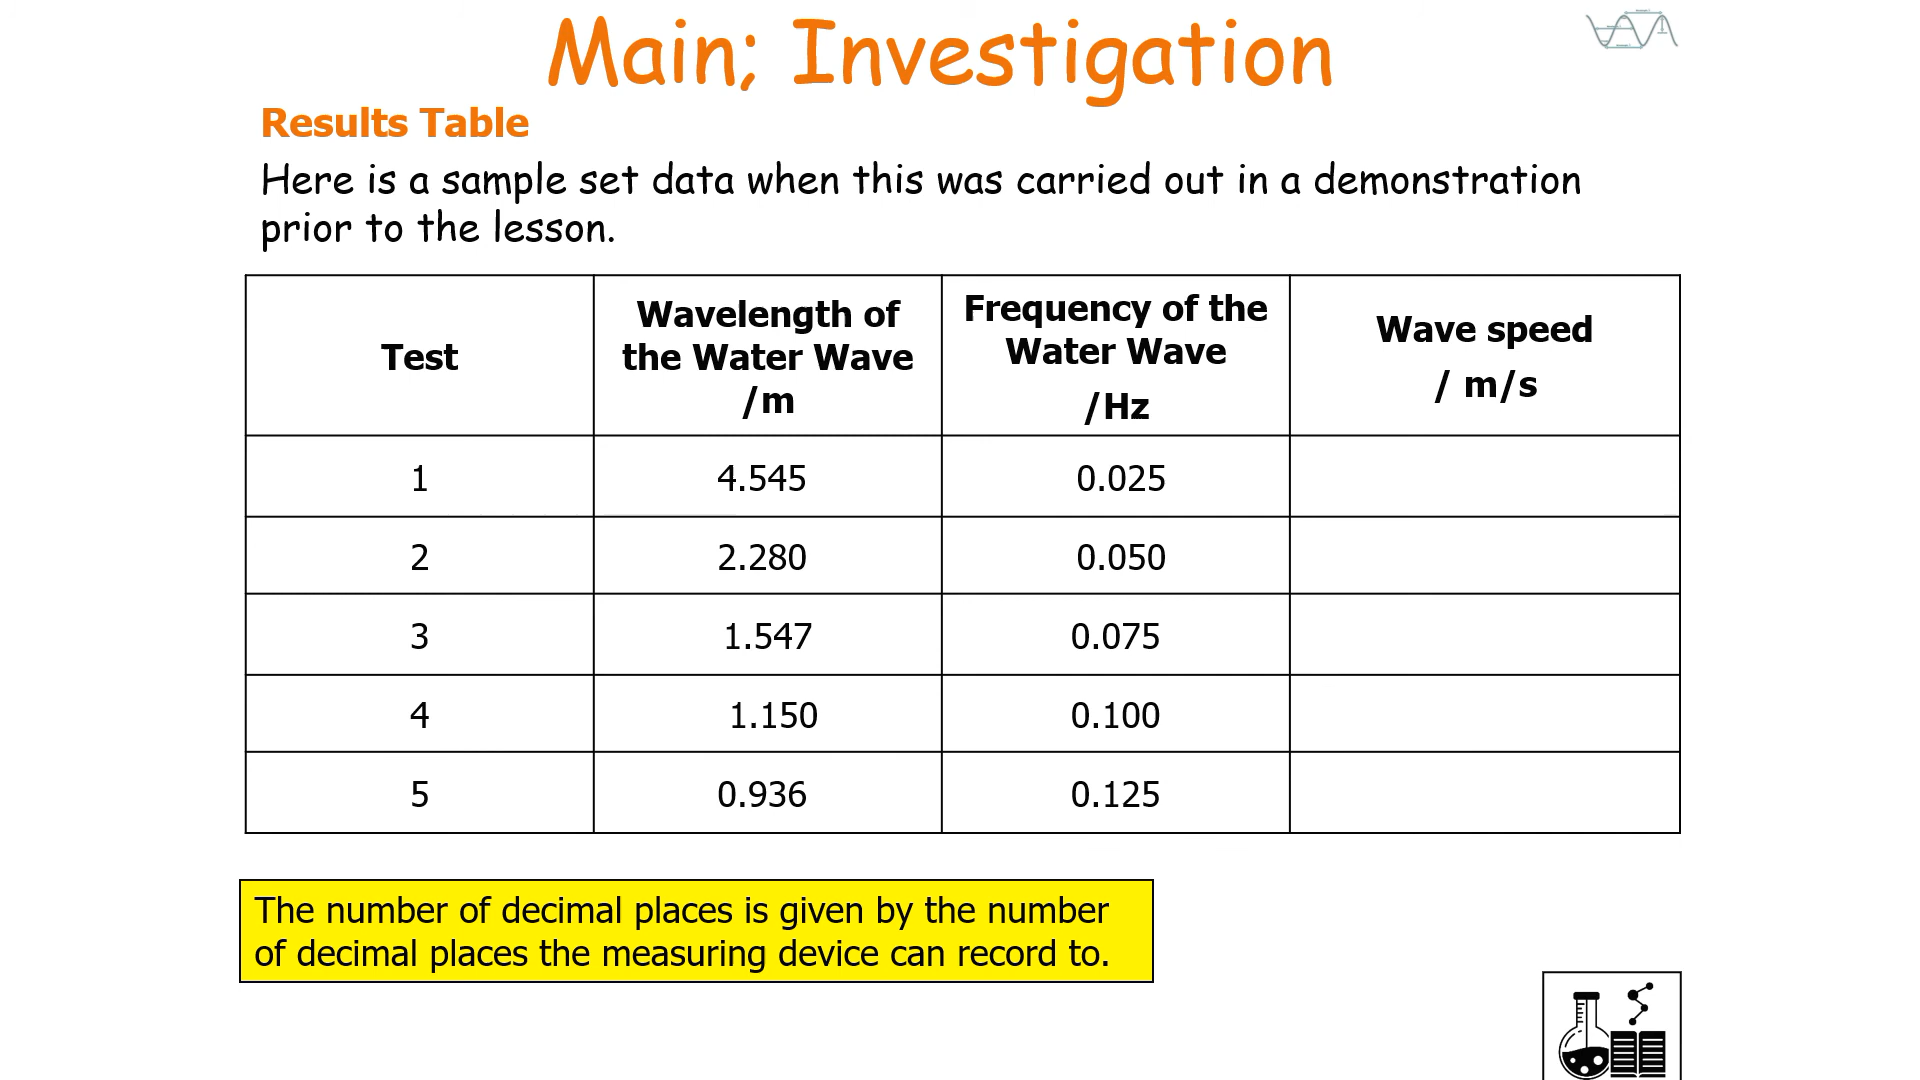 Main; Investigation
Results Table
Here is a sample set data when this was carried out in a demonstration
prior to the lesson.
Test
Wavelength of
the Water Wave
/m
Frequency of the
Water Wave
/Hz
Wave speed
/ m/s
1 4.545 0.025
2 2.280 0.050
3 1.547 0.075
4 1.150 0.100
5 0.936 0.125
The number of decimal places is given by the number
of decimal places the measuring device can record to.